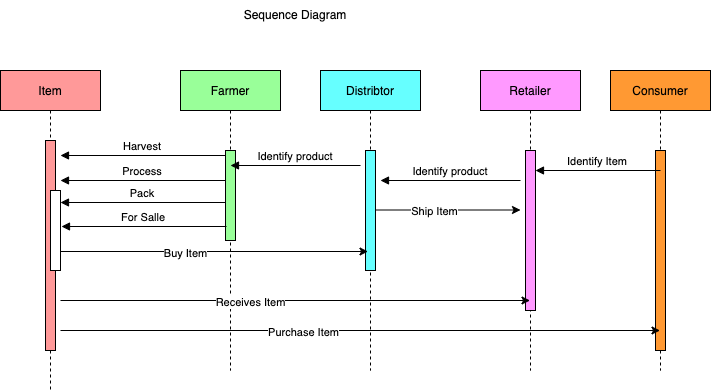 Sequence Diagram
Item
Farmer
Distribtor
Retailer
Consumer
Harvest
Identify product
Identify Item
Process
Identify product
Pack
Ship Item
For Salle
Buy Item
Receives Item
Purchase Item